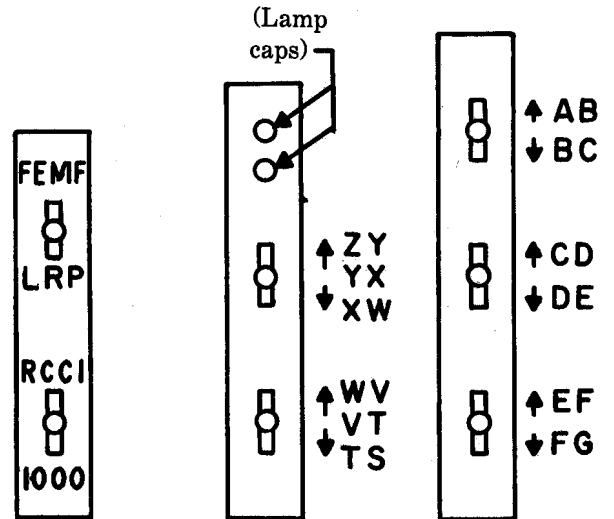 (Lamp
caps)
FEMF
LRP
RCCI
1000
ZY
YX
XW
WV
VT
TS
AB
BC
CD
DE
EF
FG